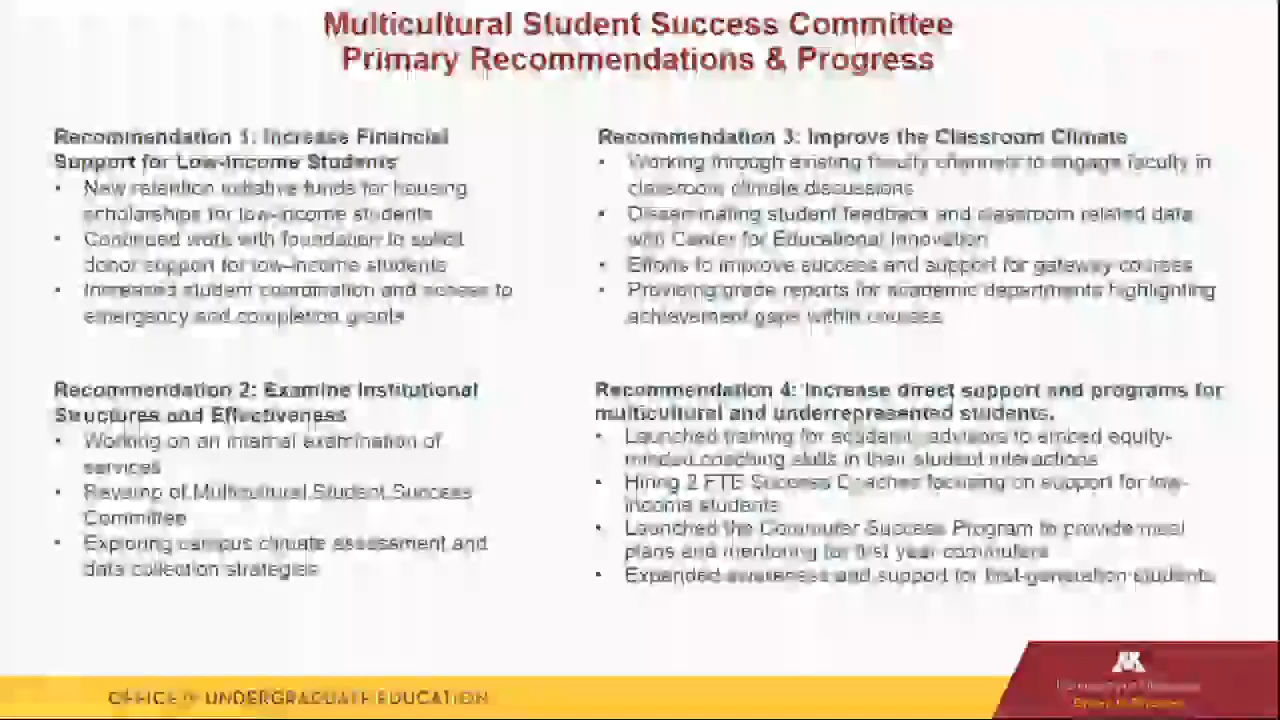 Multicultural Student Success Committee
Primary Recommendations & Progress
Recommendation 1: Increase Financial
Support for Low-Income Students
• New retention initiative funds for housing
scholarships for low-income students
• Continued work with foundation to solicit
donor support for low-income students
• Increased student coordination and access to
emergency and completion grants
Recommendation 2: Examine Institutional
Structures and Effectiveness
• Working on an internal examination of
services
• of Multicultural Student Success
Committee
• Exploring campus climate assessment and
data collection strategies
Recommendation 3: Improve the Classroom Climate
• Working through existing faculty channels to engage faculty in
classroom climate discussions
• Disseminating student feedback and classroom related data
with Center for Educational Innovation
• Efforts to improve success and support for gateway courses
• Providing grade reports for academic departments highlighting
achievement gaps within courses
Recommendation 4: Increase direct support and programs for
multicultural and underrepresented students.
• Launched training for academic advisors to embed equity-
minded coaching skills in their student interactions
• Hiring 2 FTE Success Coaches focusing on support for low-
income students
• Launched the Commuter Success Program to provide meal
plans and mentoring for first year commuters
• Expanded awareness and support for first-generation students
OFFICE OF UNDERGRADUATE EDUCATION
M